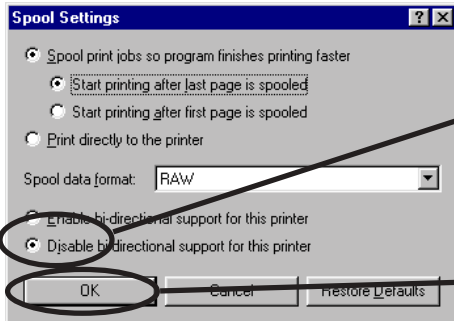 Spool Settings
Spool print jobs so program finishes printing faster
Start printing after last page is spooled
Start printing after first page is spooled
Print directly to the printer
Spool data format: RAW
Enable bi-directional support for this printer
Disable bi-directional support for this printer
OK Cancel Restore Defaults